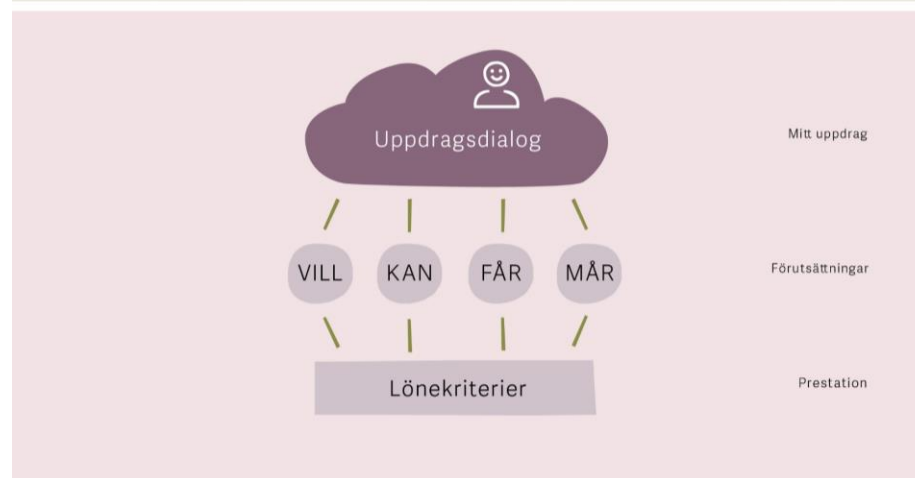 Uppdragsdialog
Mitt uppdrag
VILL KAN FÅR MÅR
Förutsättningar
Lönekriterier
Prestation